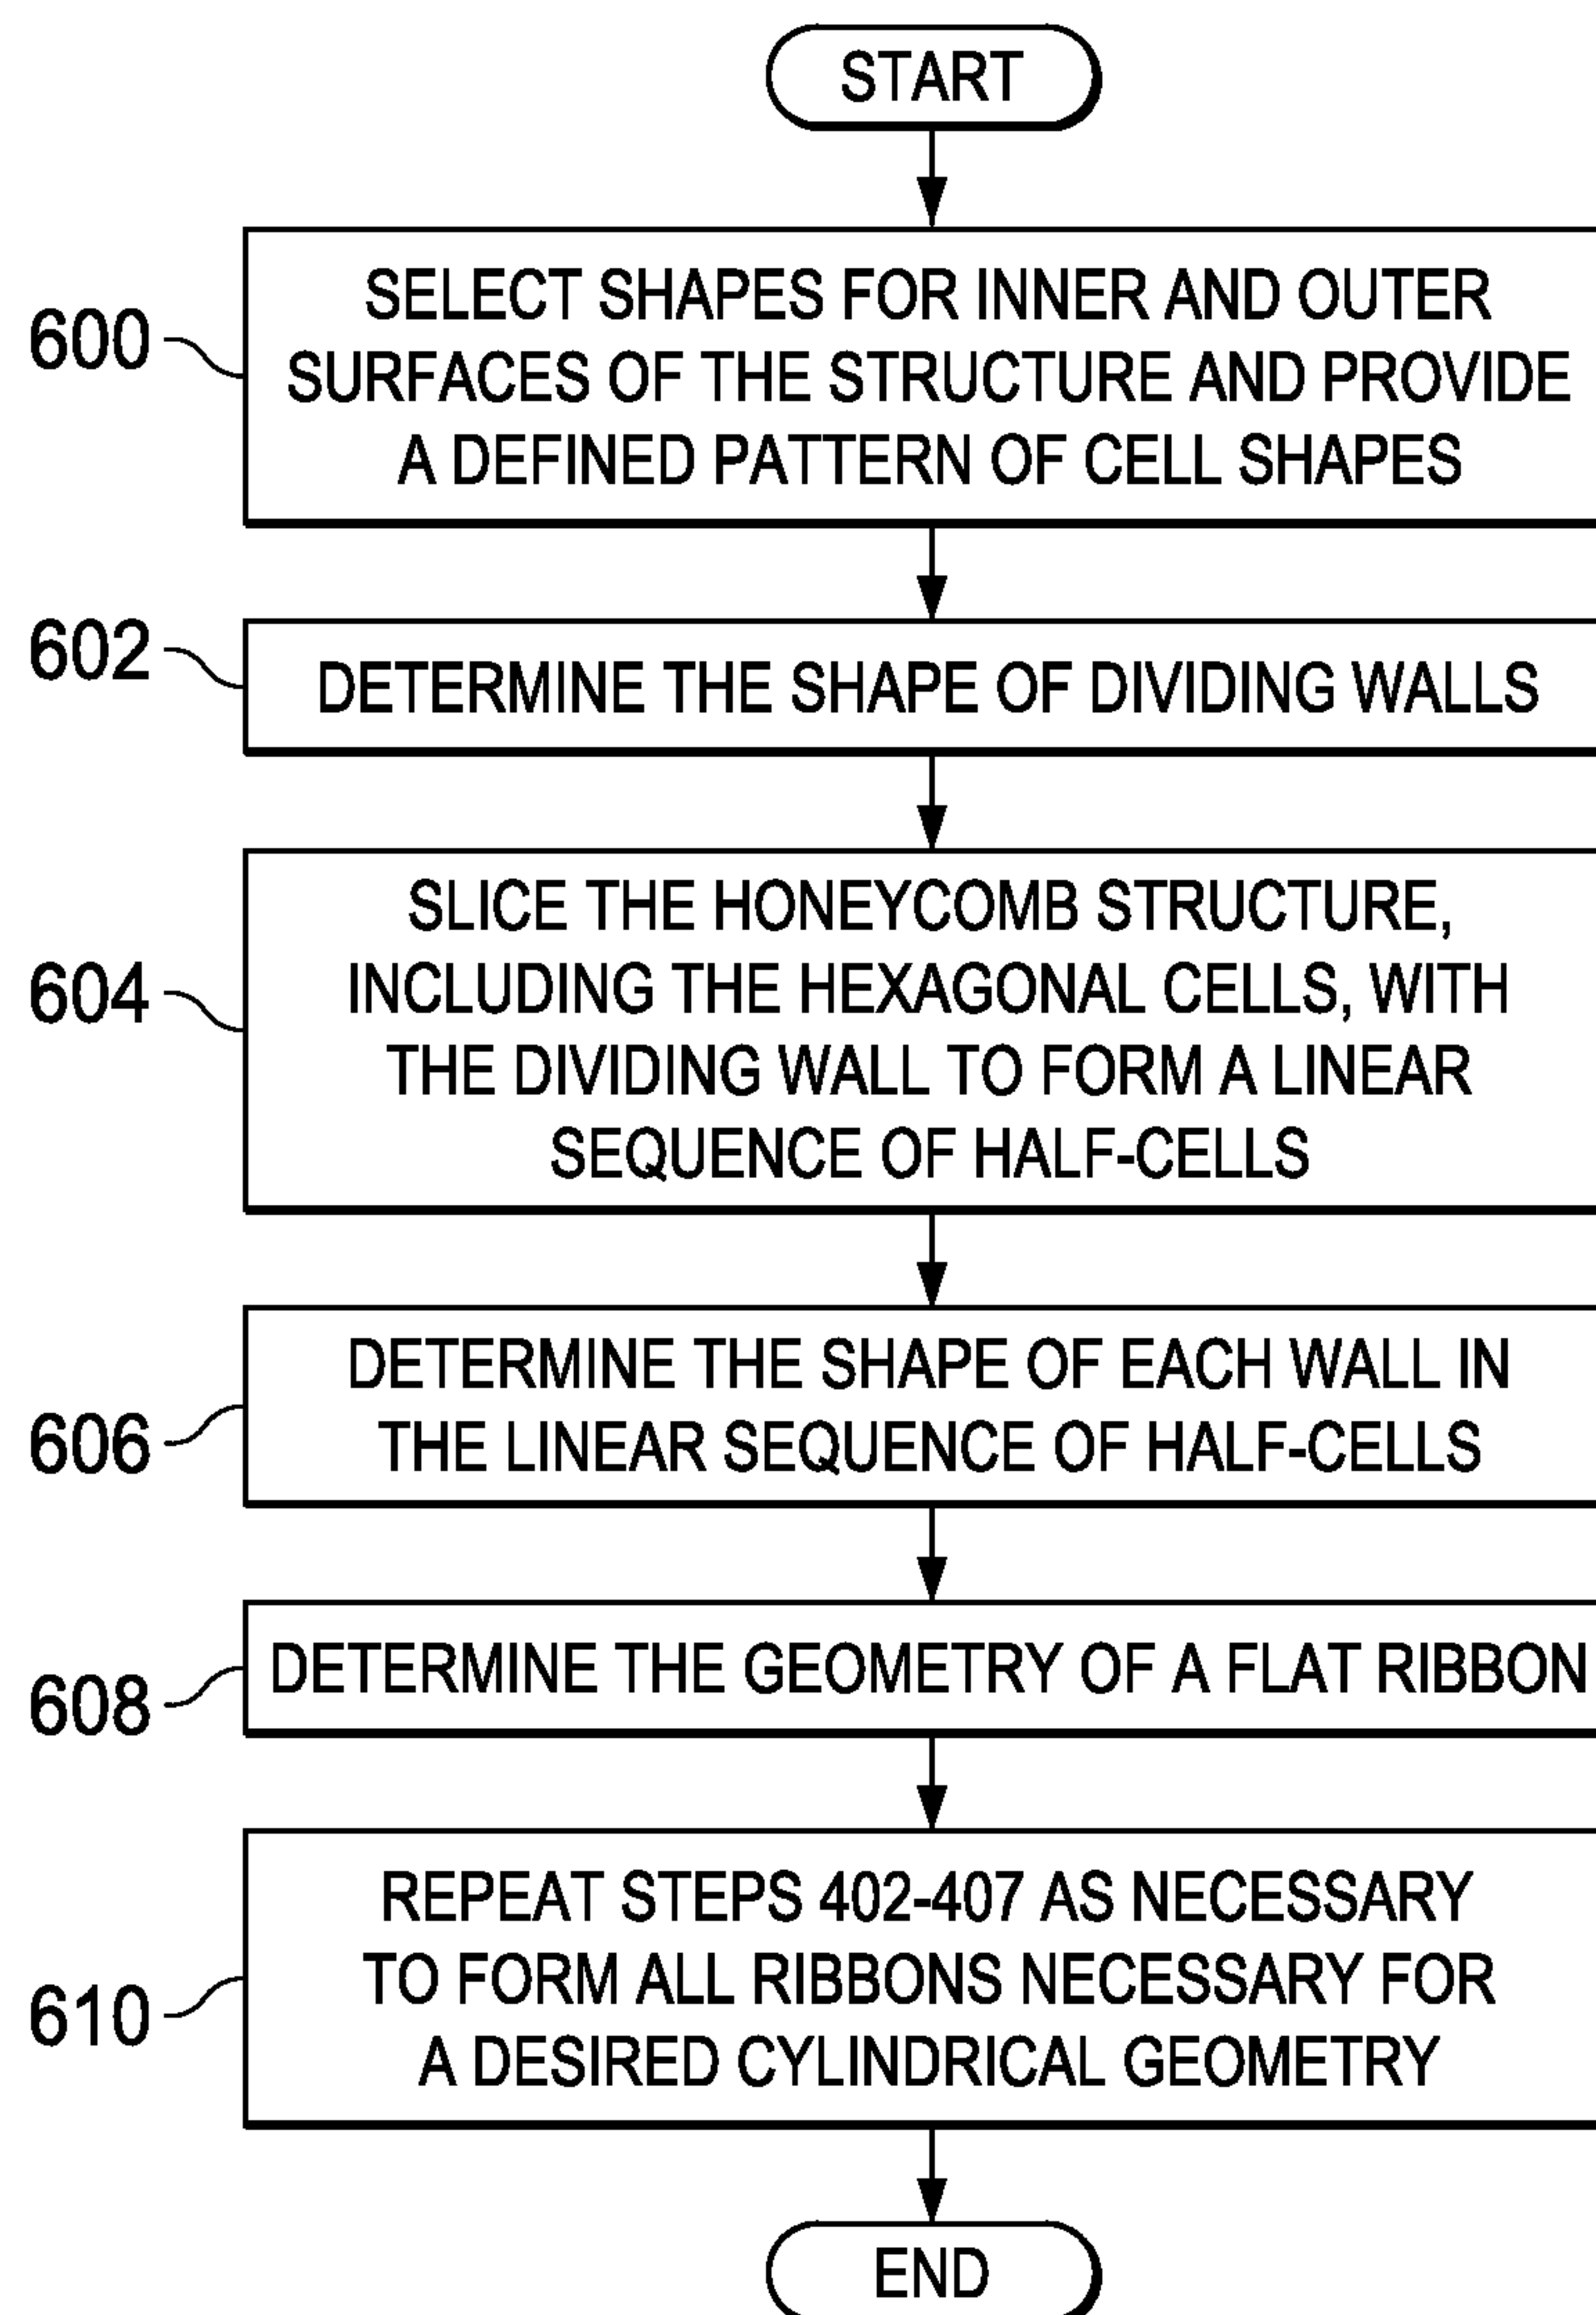 START
600
SELECT SHAPES FOR INNER AND OUTER
SURFACES OF THE STRUCTURE AND PROVIDE
A DEFINED PATTERN OF CELL SHAPES
602
DETERMINE THE SHAPE OF DIVIDING WALLS
604
SLICE THE HONEYCOMB STRUCTURE,
INCLUDING THE HEXAGONAL CELLS, WITH
THE DIVIDING WALL TO FORM A LINEAR
SEQUENCE OF HALF-CELLS
606
DETERMINE THE SHAPE OF EACH WALL IN
THE LINEAR SEQUENCE OF HALF-CELLS
608
DETERMINE THE GEOMETRY OF A FLAT RIBBON
610
REPEAT STEPS 402-407 AS NECESSARY
TO FORM ALL RIBBONS NECESSARY FOR
A DESIRED CYLINDRICAL GEOMETRY
END